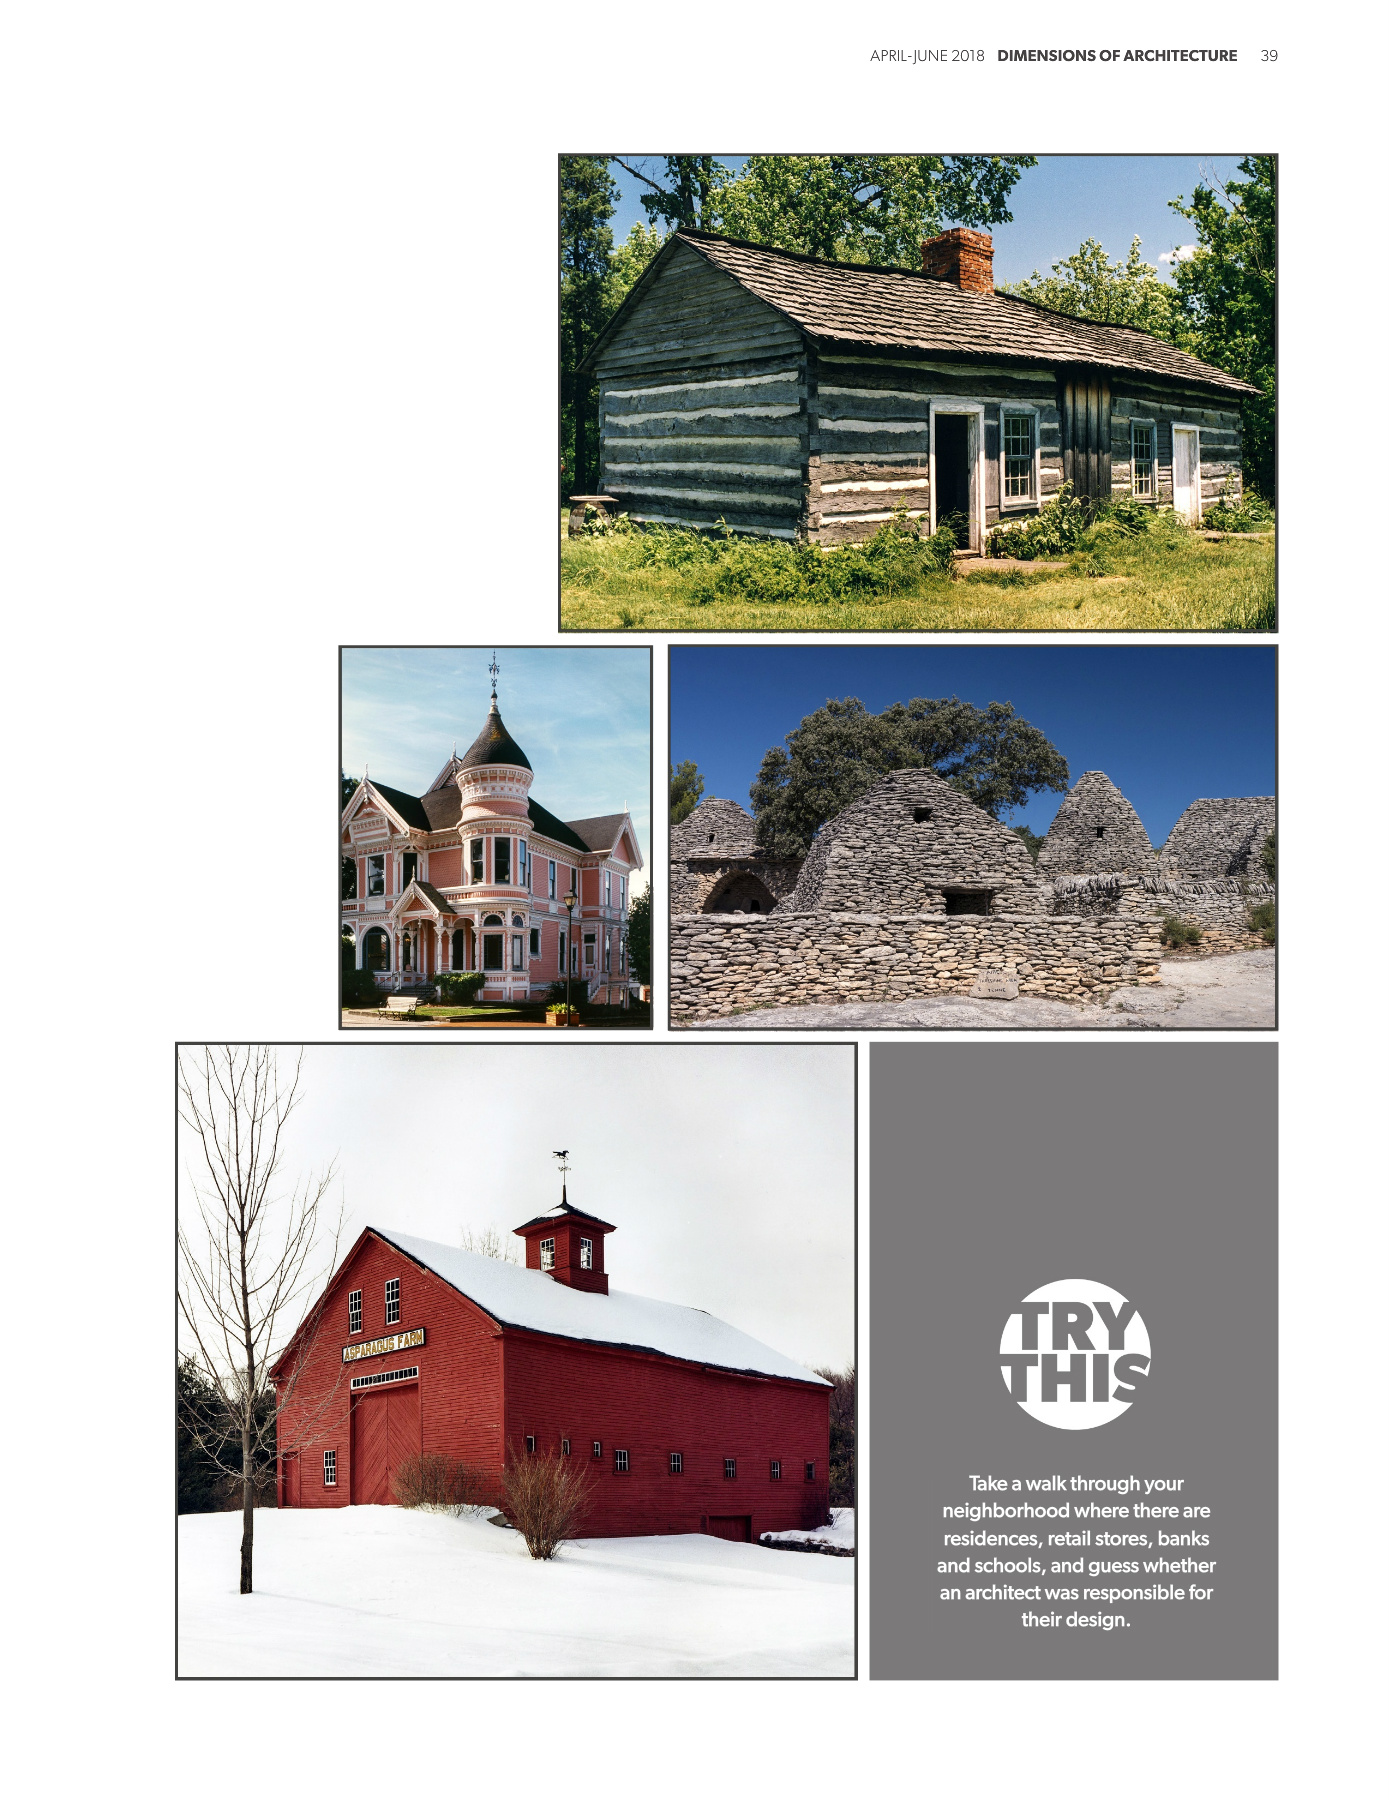 APRIL-JUNE 2018 DIMENSIONS OF ARCHITECTURE 39
ASPARAGUS FARM
TRY
THIS
Take a walk through your
neighborhood where there are
residences, retail stores, banks
and schools, and guess whether
an architect was responsible for
their design.